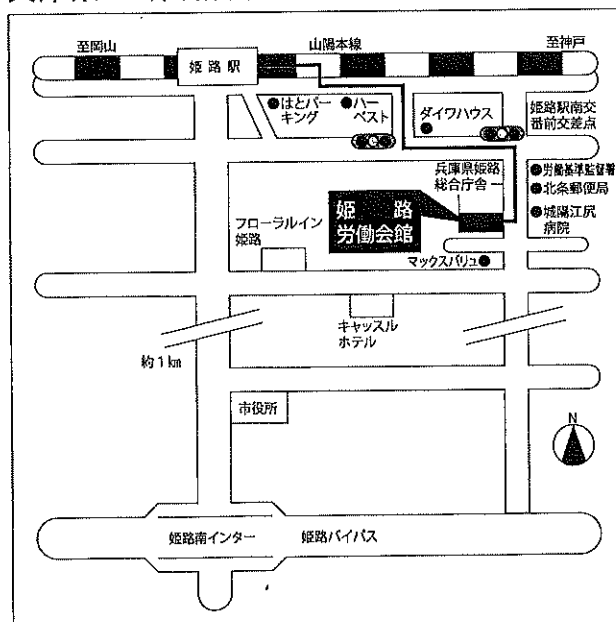 至岡山
姫路駅
山陽本線
至神戸
はとパー
キング
ハー
ベスト
ダイワハウス
姫路駅南交
番前交差点
兵庫県姫路
総合庁舎
労働基準監督署
北条郵便局
城陽江尻
病院
姫路
労働会館
フローラルイン
姫路
マックスバリュ
キャッスル
ホテル
約1km
市役所
N
姫路南インター
姫路バイパス